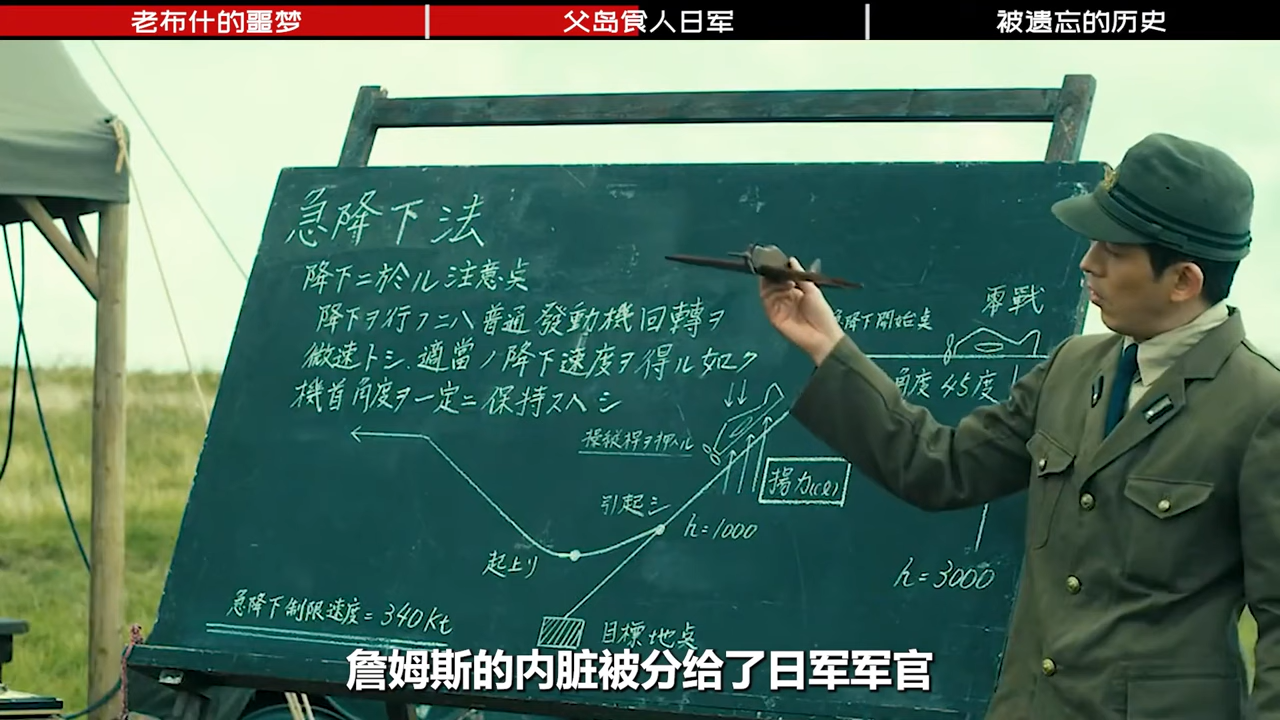 老布什的噩梦
父岛食人日军
被遗忘的历史
急降下法
降下ニ於ル注意点
降下ヲ行フニハ普通發動機回轉ヲ
微速トシ、適當ノ降下速度ヲ得ル如ク
機首角度ヲ一定ニ保持スヘシ
零戰
急降下開始点
角度45度
操縦桿ヲ押ヘル
揚力(cl)
引起シ
h=1000
起上リ
h=3000
急降下制限速度=340Kt
目標地点
詹姆斯的内脏被分给了日军军官